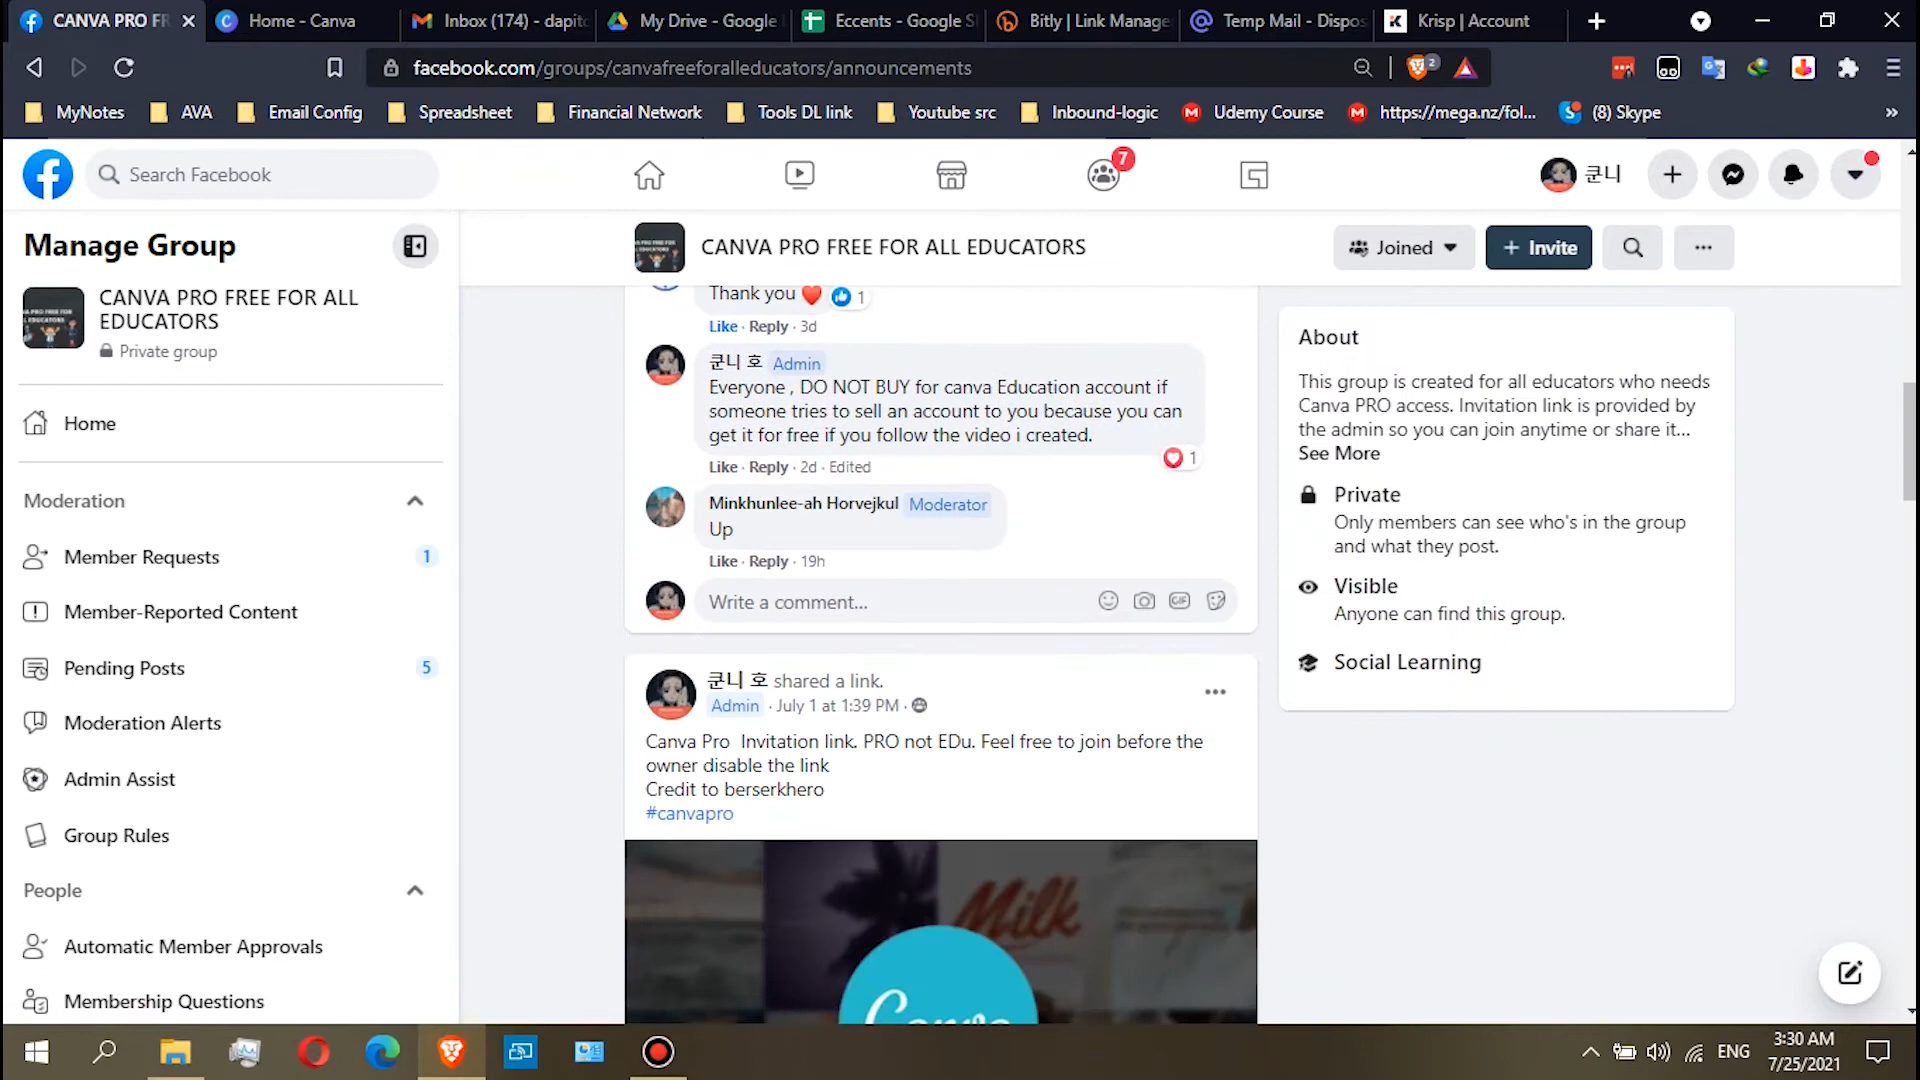 CANVA PRO FR
Home - Canva
Inbox (174) - dapito
My Drive - Google
Eccents - Google S
Bitly | Link Manage
Temp Mail - Dispos
Krisp | Account
facebook.com/groups/canvafreeforalleducators/announcements
2
MyNotes
AVA
Email Config
Spreadsheet
Financial Network
Tools DL link
Youtube src
Inbound-logic
Udemy Course
https://mega.nz/fol...
(8) Skype
Search Facebook
7
쿤니
Manage Group
CANVA PRO FREE FOR ALL
EDUCATORS
Private group
Home
Moderation
Member Requests
1
Member-Reported Content
Pending Posts
5
Moderation Alerts
Admin Assist
Group Rules
People
Automatic Member Approvals
Membership Questions
CANVA PRO FREE FOR ALL EDUCATORS
Joined
+ Invite
Thank you ❤️ 1
Like · Reply · 3d
쿤니 호 Admin
Everyone , DO NOT BUY for canva Education account if
someone tries to sell an account to you because you can
get it for free if you follow the video i created.
1
Like · Reply · 2d · Edited
Minkhunlee-ah Horvejkul Moderator
Up
Like · Reply · 19h
Write a comment...
GIF
쿤니 호 shared a link.
Admin · July 1 at 1:39 PM ·
Canva Pro Invitation link. PRO not EDu. Feel free to join before the
owner disable the link
Credit to berserkhero
#canvapro
Milk
Canva
About
This group is created for all educators who needs
Canva PRO access. Invitation link is provided by
the admin so you can join anytime or share it...
See More
Private
Only members can see who's in the group
and what they post.
Visible
Anyone can find this group.
Social Learning
ENG
3:30 AM
7/25/2021